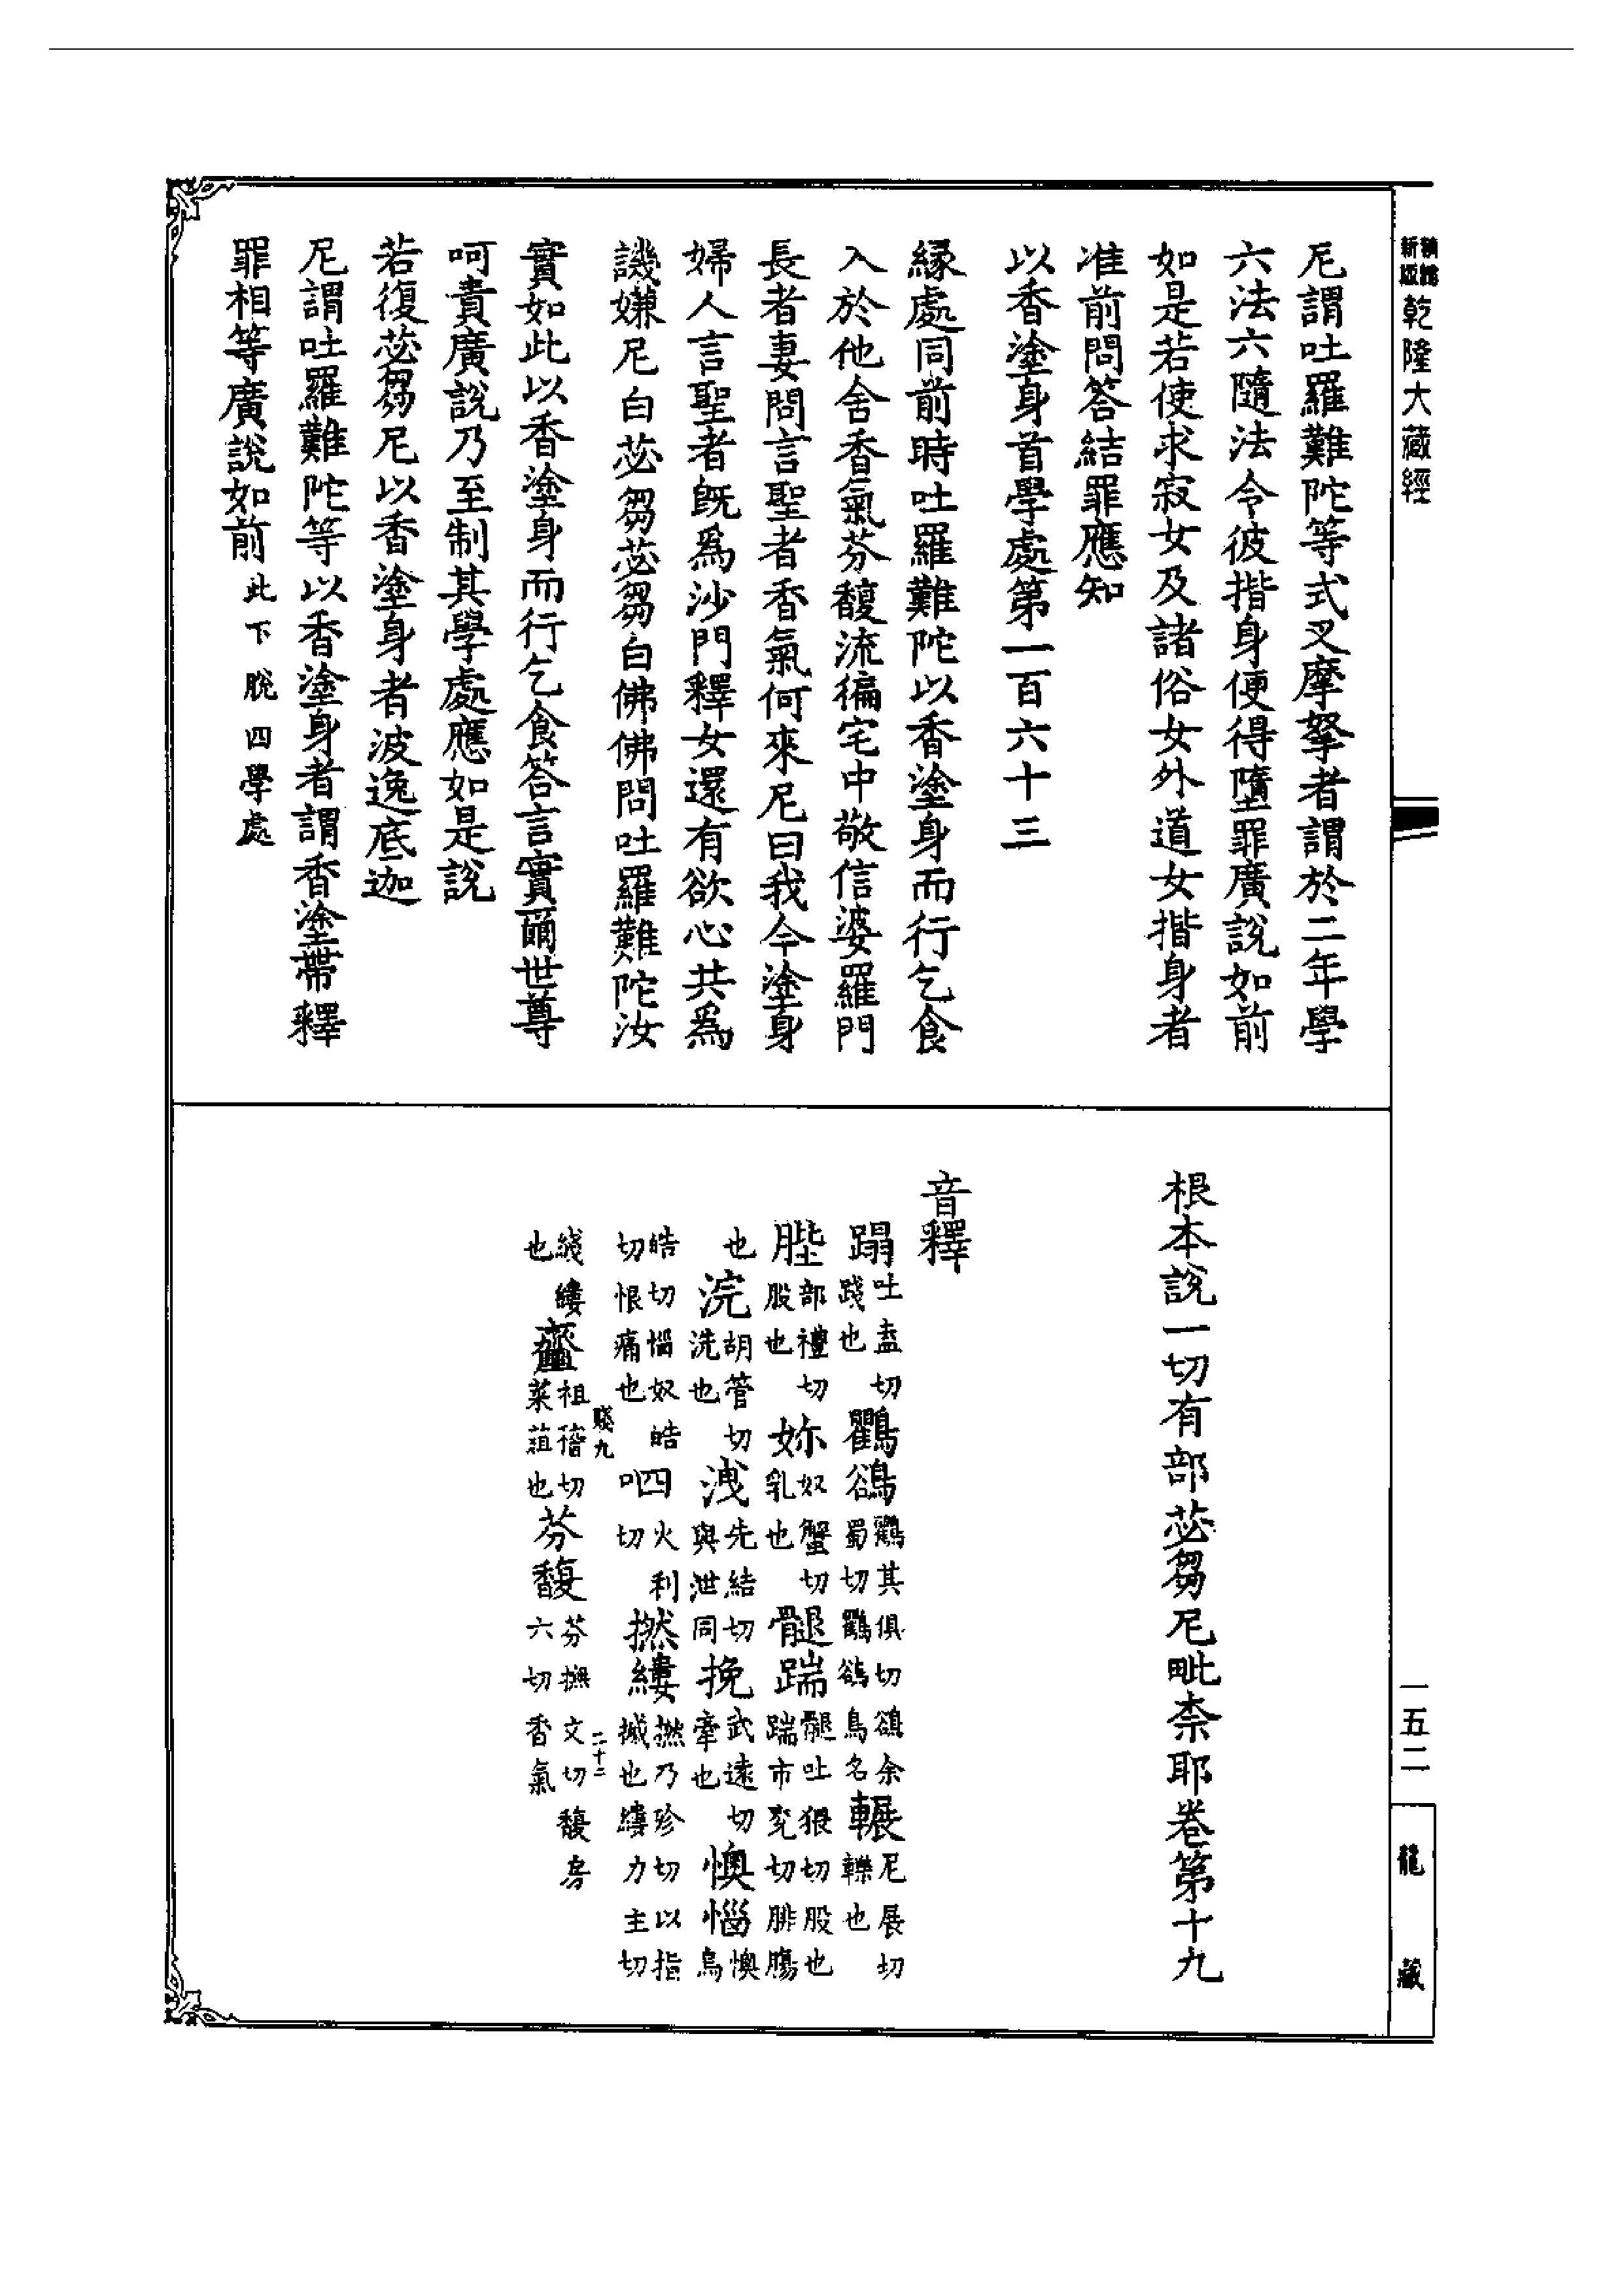 新版
乾隆大藏經
尼謂吐羅難陀等式叉摩拏者謂於二年學
六法六隨法令彼揩身便得墮罪廣說如前
如是若使求寂女及諸俗女外道女揩身者
准前問答結罪應知
以香塗身首學處第一百六十三
緣處同前時吐羅難陀以香塗身而行乞食
入於他舍香氣芬馥流徧宅中敬信婆羅門
長者妻問言聖者香氣何來尼曰我今塗身
婦人言聖者旣爲沙門釋女還有欲心共爲
譏嫌尼白苾芻苾芻白佛佛問吐羅難陀汝
實如此以香塗身而行乞食答言實爾世尊
呵責廣說乃至制其學處應如是說
若復苾芻尼以香塗身者波逸底迦
尼謂吐羅難陀等以香塗身者謂香塗帶釋
罪相等廣說如前此下脫四學處
根本說一切有部苾芻尼毗柰耶卷第十九
音釋
蹋吐盍切踐也鸜鵒鸜其俱切鵒余蜀切鸜鵒鳥名輾尼展切轢也
䏶部禮切股也妳奴蟹切乳也腿踹腿吐猥切股也踹市兖切腓腸
也浣胡管切洗也洩先結切與泄同挽武遠切牽也懊惱懊烏
皓切惱奴皓切恨痛也呬火利切撚縷撚乃殄切以指搣也縷力主切
綫縷也齏祖稽切菜葅也芬馥芬撫文切馥房六切香氣
賤九
二十二
一五二
龍藏